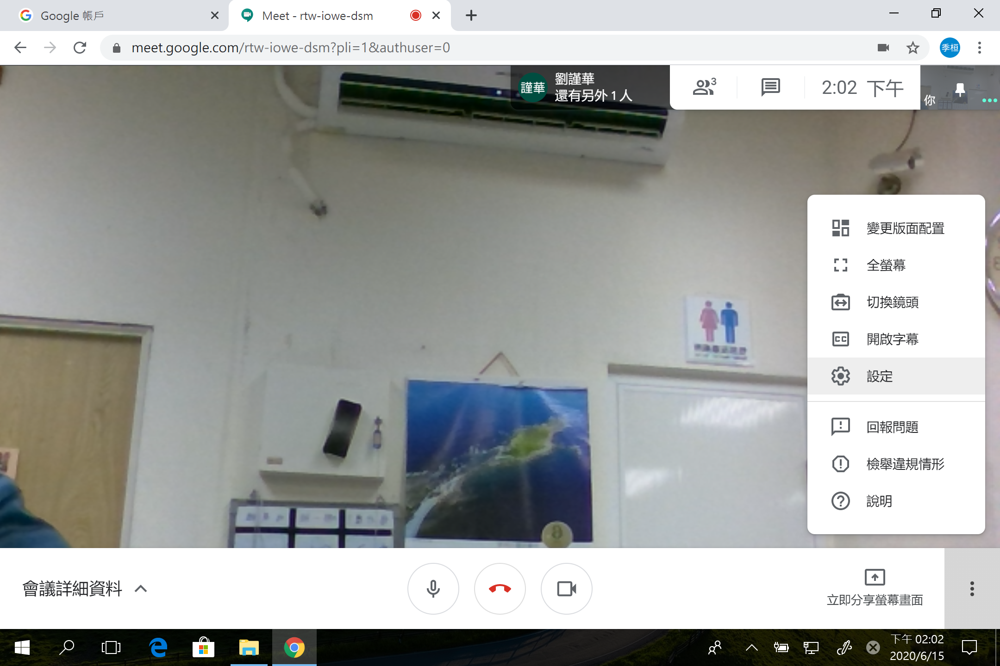 Google 帳戶
Meet - rtw-iowe-dsm
meet.google.com/rtw-iowe-dsm?pli=1&authuser=0
季桓
謹華
劉謹華
還有另外 1 人
3
2:02 下午
你
變更版面配置
全螢幕
切換鏡頭
開啟字幕
設定
回報問題
檢舉違規情形
說明
8
會議詳細資料
立即分享螢幕畫面
下午 02:02
2020/6/15